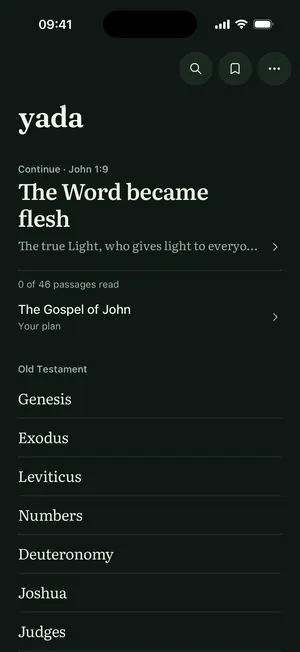 09:41
yada
Continue · John 1:9
The Word became
flesh
The true Light, who gives light to everyo...
0 of 46 passages read
The Gospel of John
Your plan
Old Testament
Genesis
Exodus
Leviticus
Numbers
Deuteronomy
Joshua
Judges